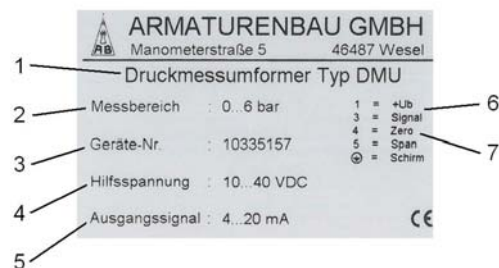 ARMATURENBAU GMBH
AB
Manometerstraße 5 46487 Wesel
1 Druckmessumformer Typ DMU
2 Messbereich : 0...6 bar
3 Geräte-Nr. : 10335157
4 Hilfsspannung : 10...40 VDC
5 Ausgangssignal : 4...20 mA
1 = +Ub 6
3 = Signal
4 = Zero 7
5 = Span
= Schirm
CE